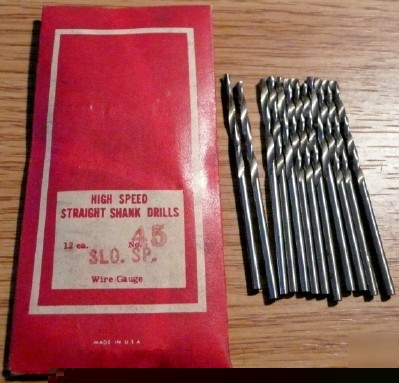 HIGH SPEED
STRAIGHT SHANK DRILLS
12 ea. No. 45
SLO. SP.
Wire Gauge
MADE IN U S A